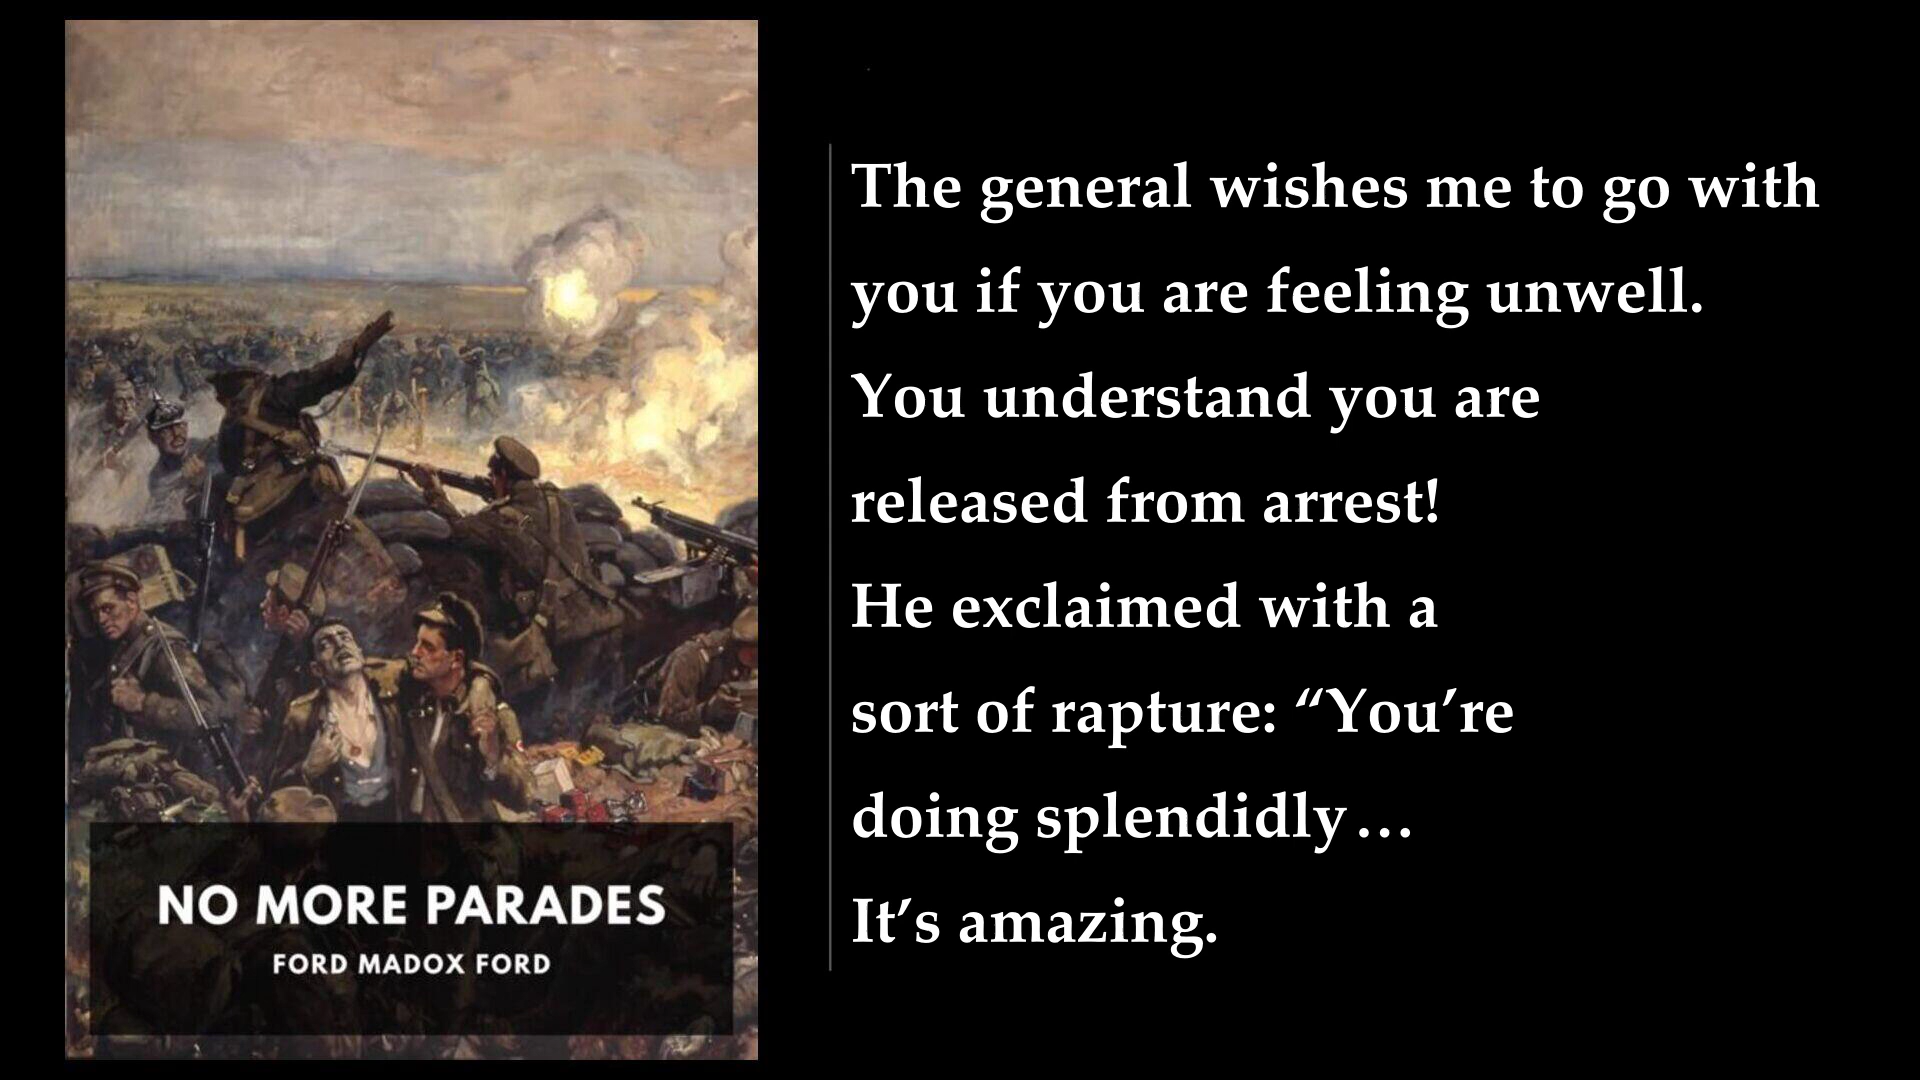 NO MORE PARADES
FORD MADOX FORD
The general wishes me to go with
you if you are feeling unwell.
You understand you are
released from arrest!
He exclaimed with a
sort of rapture: “You’re
doing splendidly…
It’s amazing.